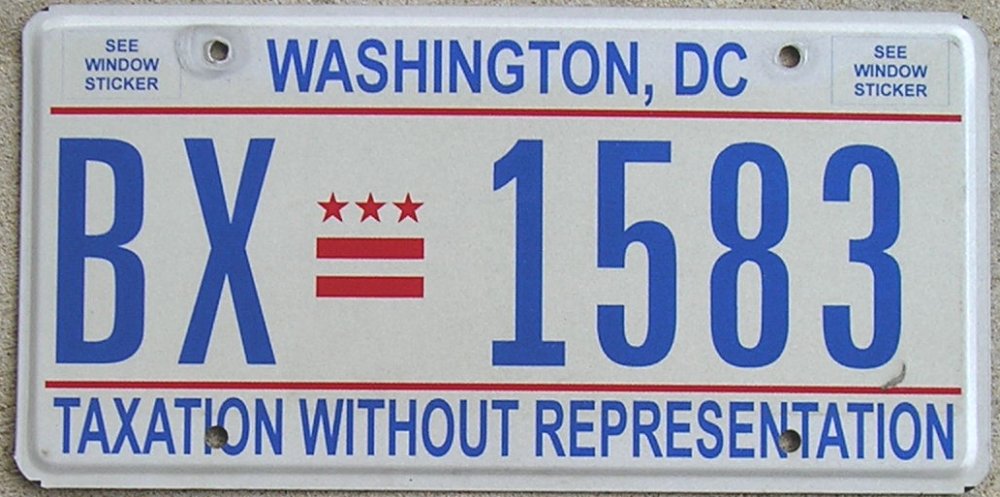 SEE
WINDOW
STICKER
WASHINGTON, DC
SEE
WINDOW
STICKER
BX 1583
TAXATION WITHOUT REPRESENTATION